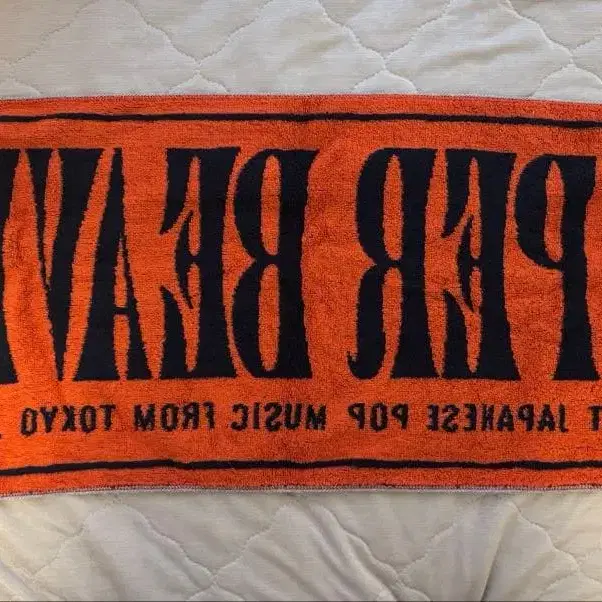 PER BEAV
T JAPANESE POP MUSIC FROM TOKYO